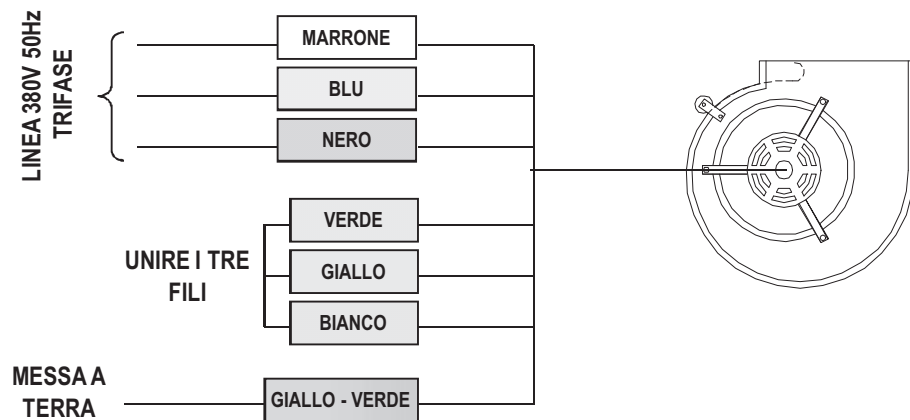 LINEA 380V 50Hz
TRIFASE
MARRONE
BLU
NERO
UNIRE I TRE
FILI
VERDE
GIALLO
BIANCO
MESSA A
TERRA
GIALLO - VERDE